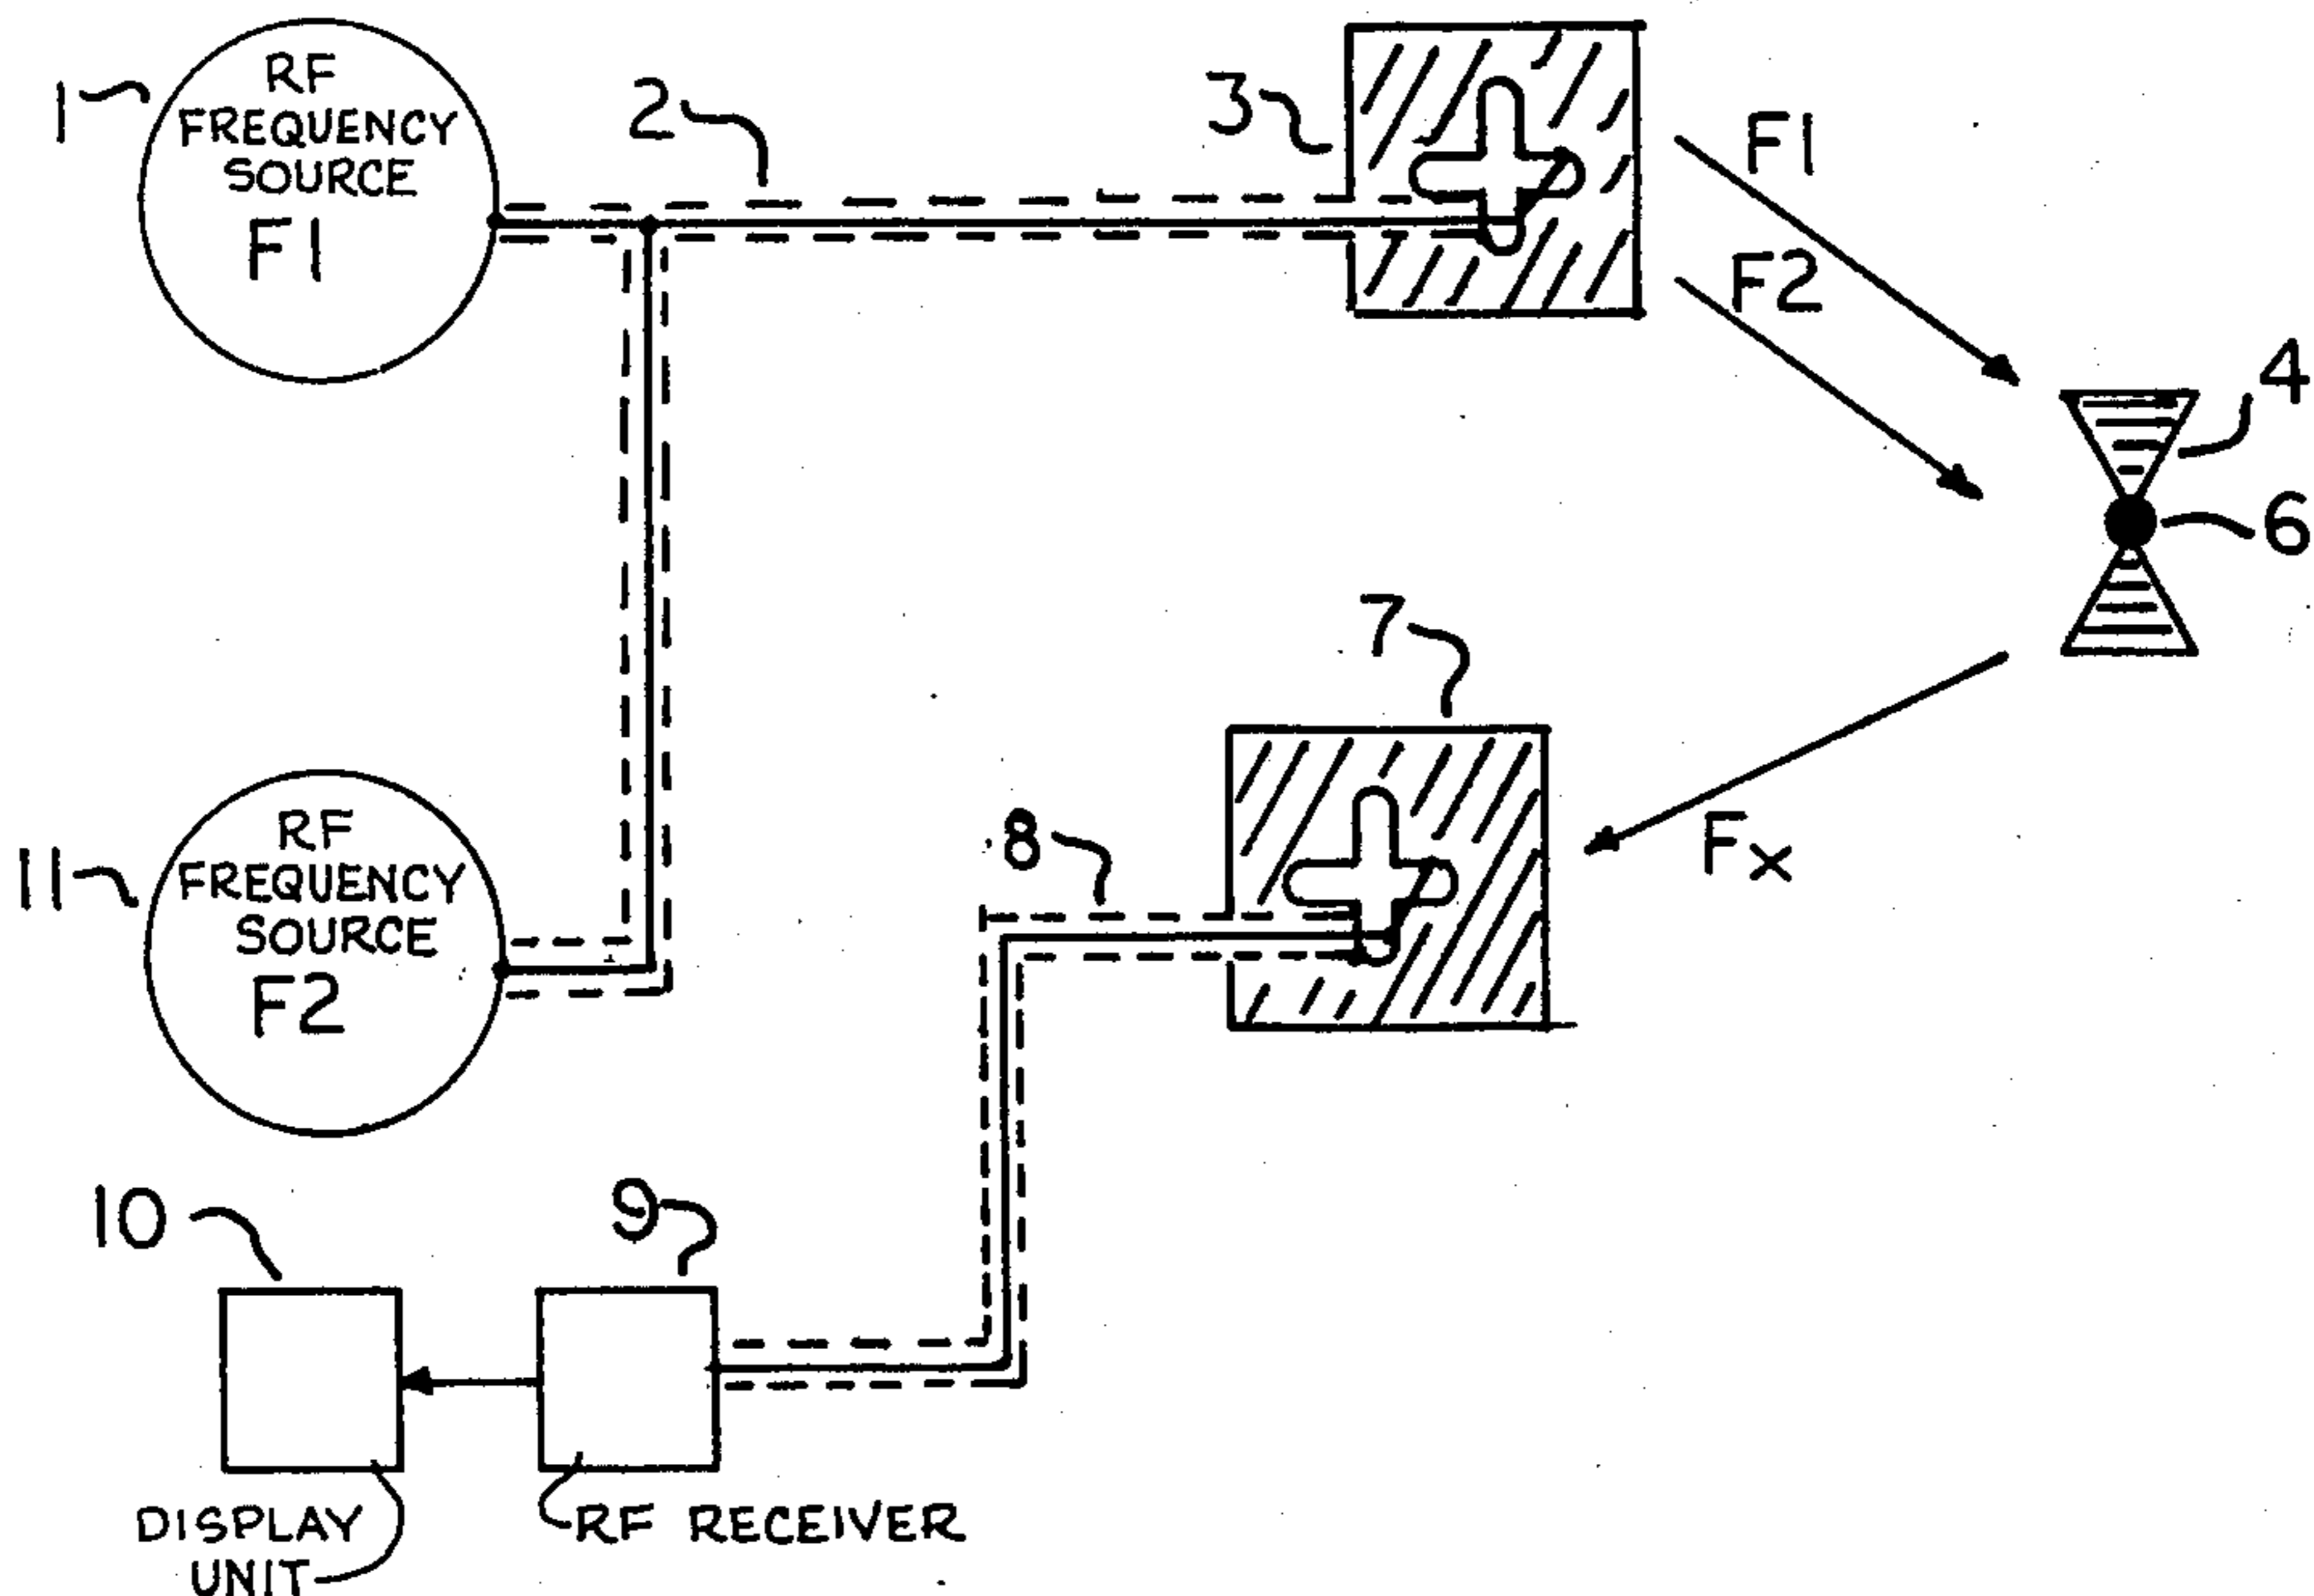 1
RF
FREQUENCY
SOURCE
F1
2
3
F1
F2
4
6
7
Fx
8
11
RF
FREQUENCY
SOURCE
F2
10
9
DISPLAY
UNIT
RF RECEIVER